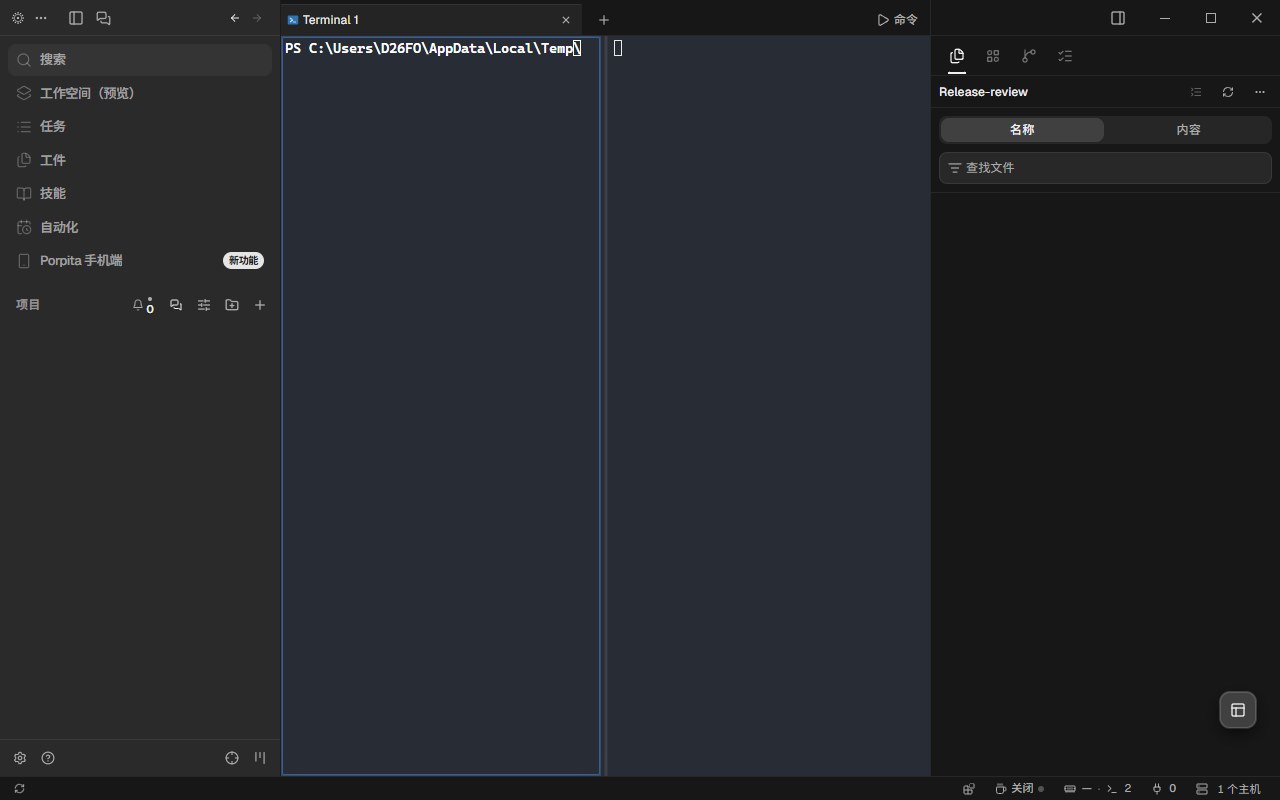 Terminal 1
命令
搜索
工作空间（预览）
任务
工件
技能
自动化
Porpita 手机端
新功能
项目
0
PS C:\Users\D26FO\AppData\Local\Temp\
Release-review
名称
内容
查找文件
关闭
2
0
1 个主机